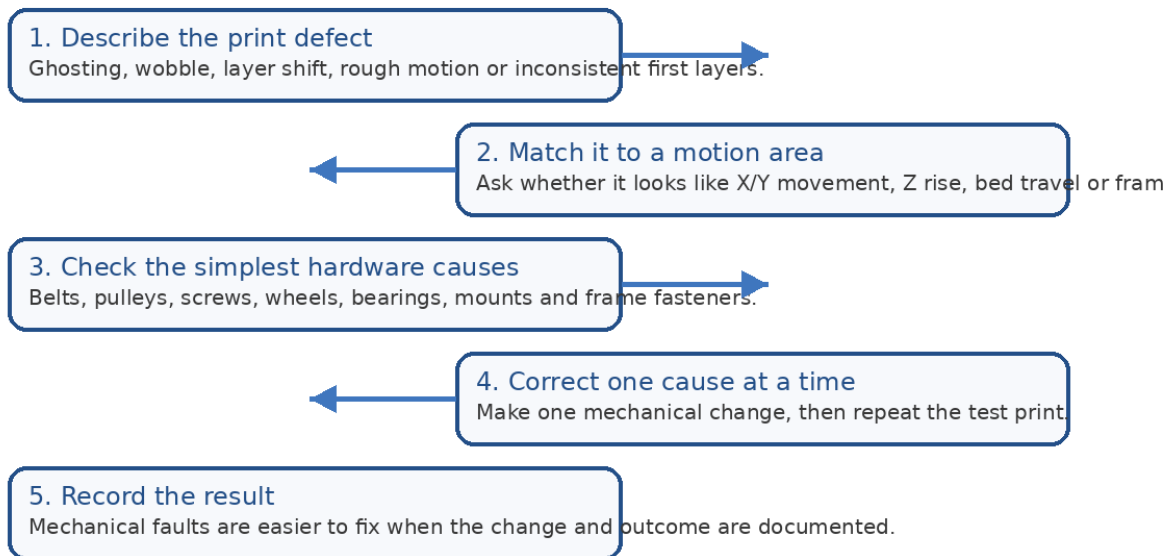 1. Describe the print defect
Ghosting, wobble, layer shift, rough motion or inconsistent first layers.
2. Match it to a motion area
Ask whether it looks like X/Y movement, Z rise, bed travel or fram
3. Check the simplest hardware causes
Belts, pulleys, screws, wheels, bearings, mounts and frame fasteners.
4. Correct one cause at a time
Make one mechanical change, then repeat the test print.
5. Record the result
Mechanical faults are easier to fix when the change and outcome are documented.